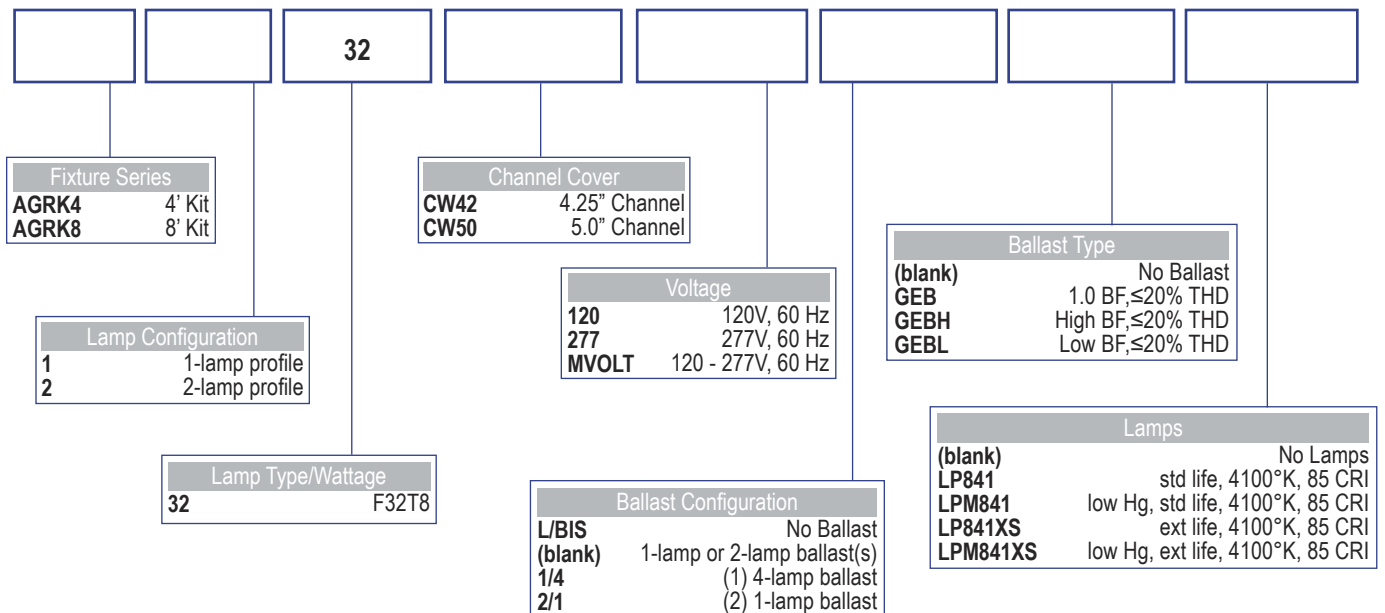 32
Fixture Series
AGRK4 4' Kit
AGRK8 8' Kit
Lamp Configuration
1 1-lamp profile
2 2-lamp profile
Lamp Type/Wattage
32 F32T8
Channel Cover
CW42 4.25” Channel
CW50 5.0” Channel
Voltage
120 120V, 60 Hz
277 277V, 60 Hz
MVOLT 120 - 277V, 60 Hz
Ballast Configuration
L/BIS No Ballast
(blank) 1-lamp or 2-lamp ballast(s)
1/4 (1) 4-lamp ballast
2/1 (2) 1-lamp ballast
Ballast Type
(blank) No Ballast
GEB 1.0 BF,≤20% THD
GEBH High BF,≤20% THD
GEBL Low BF,≤20% THD
Lamps
(blank) No Lamps
LP841 std life, 4100°K, 85 CRI
LPM841 low Hg, std life, 4100°K, 85 CRI
LP841XS ext life, 4100°K, 85 CRI
LPM841XS low Hg, ext life, 4100°K, 85 CRI